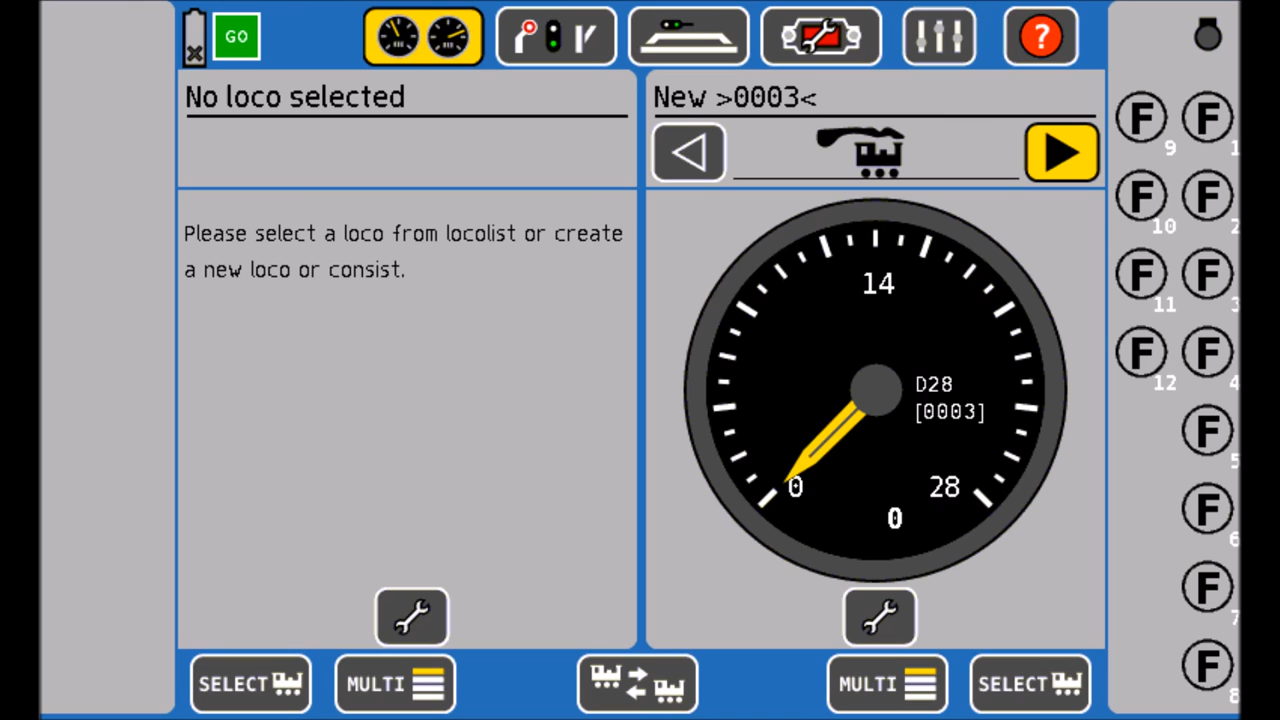 GO
?
No loco selected
New >0003<
Please select a loco from locolist or create
a new loco or consist.
14
D28
[0003]
0
28
0
F
9
F
1
F
10
F
2
F
11
F
3
F
12
F
4
F
5
F
6
F
7
F
8
SELECT
MULTI
MULTI
SELECT